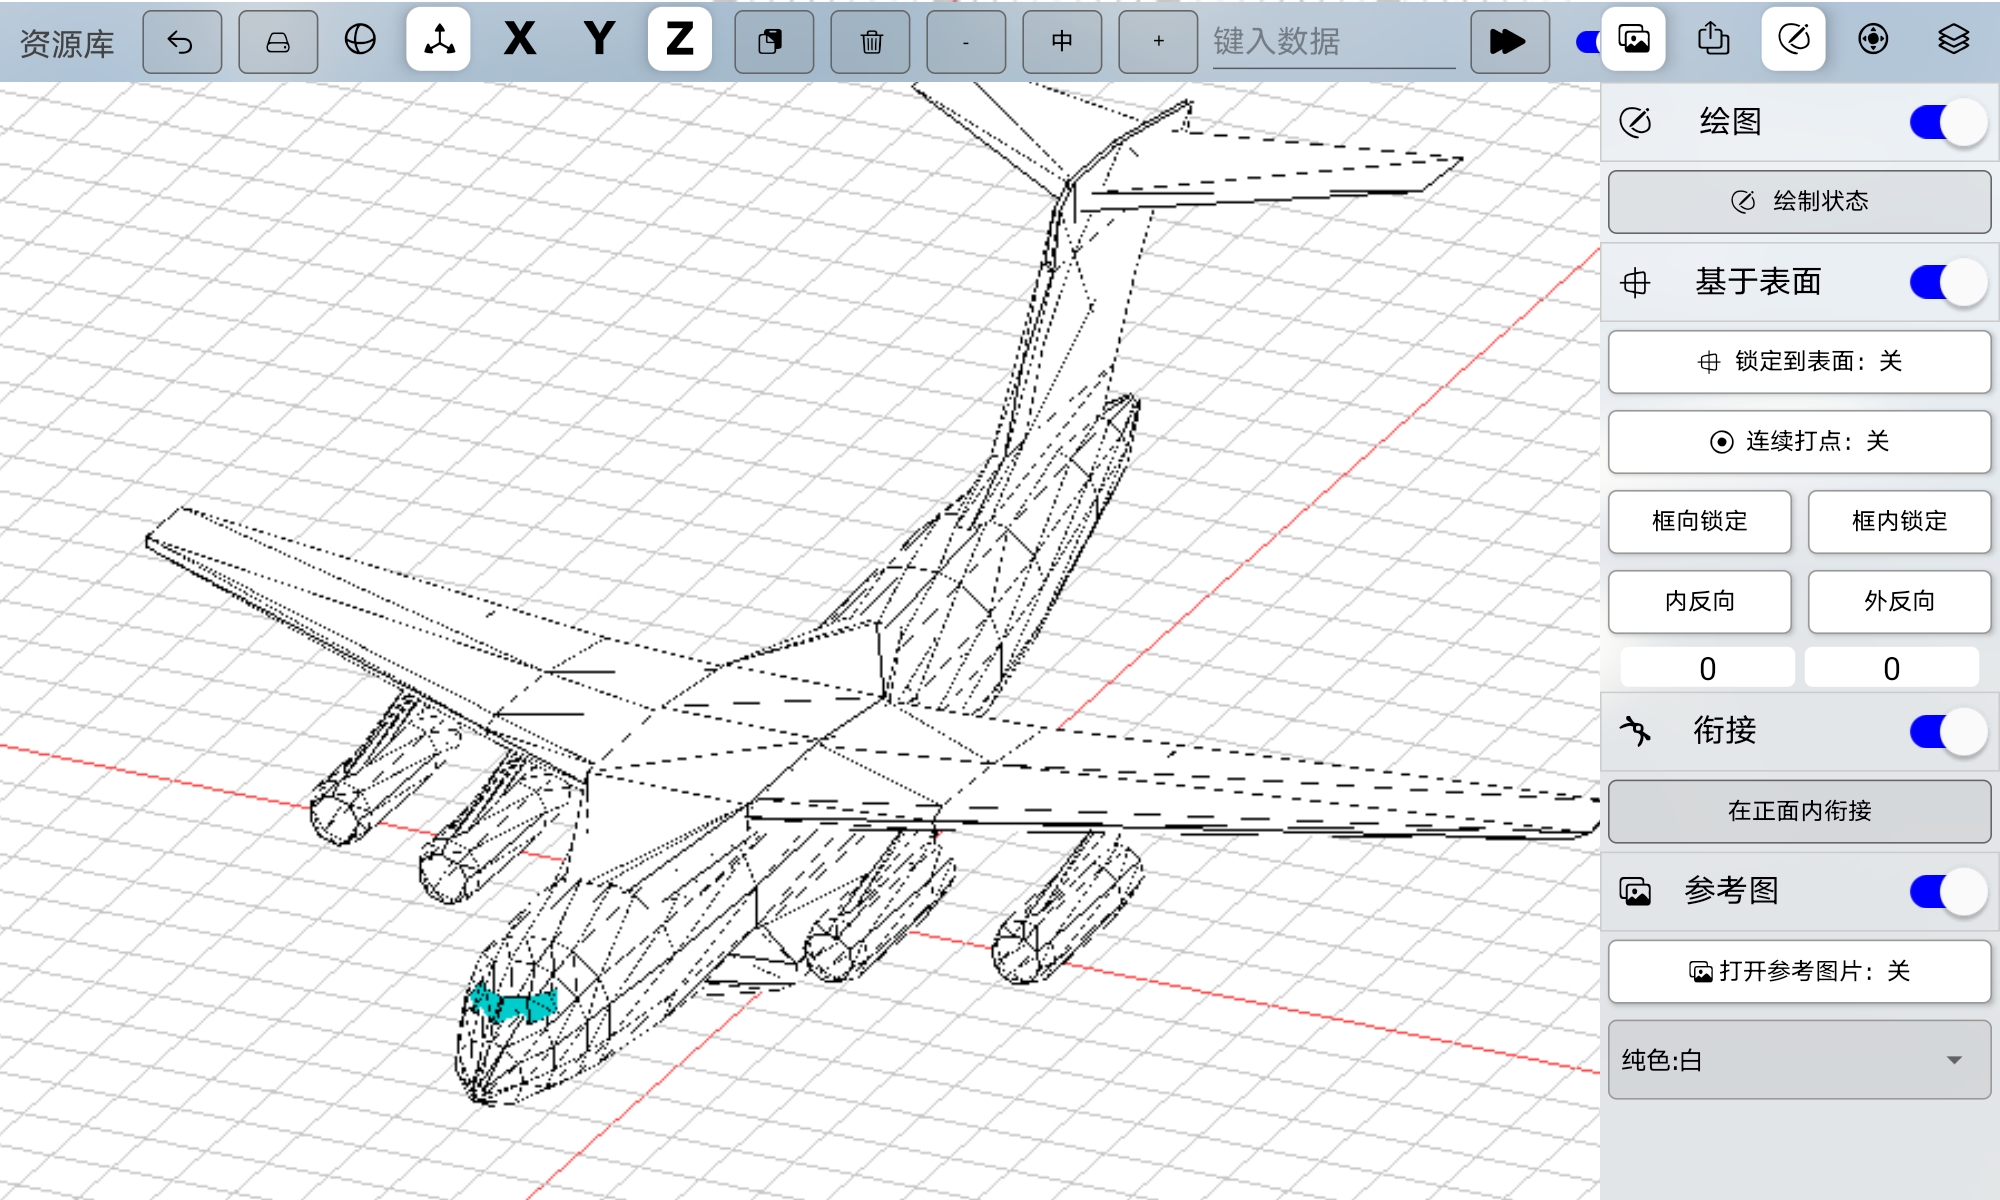 资源库 X Y Z - 中 + 键入数据
绘图
绘制状态
基于表面
锁定到表面：关
连续打点：关
框向锁定 框内锁定
内反向 外反向
0 0
衔接
在正面内衔接
参考图
打开参考图片：关
纯色:白